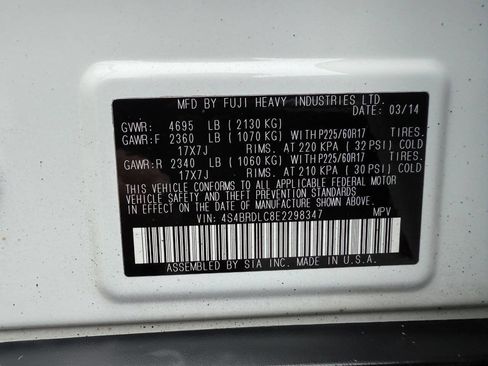 MFD BY FUJI HEAVY INDUSTRIES LTD.
DATE: 03/14
GVWR: 4695 LB (2130 KG)
GAWR:F 2360 LB (1070 KG) WITH P225/60R17 TIRES.
17X7J RIMS. AT 220 KPA (32 PSI) COLD
GAWR:R 2340 LB (1060 KG) WITH P225/60R17 TIRES.
17X7J RIMS. AT 210 KPA (30 PSI) COLD
THIS VEHICLE CONFORMS TO ALL APPLICABLE FEDERAL MOTOR
VEHICLE SAFETY AND THEFT PREVENTION STANDARDS
IN EFFECT ON THE DATE OF MANUFACTURE SHOWN ABOVE.
VIN: 4S4BRDLC8E2298347 MPV
ASSEMBLED BY SIA INC. MADE IN U.S.A.